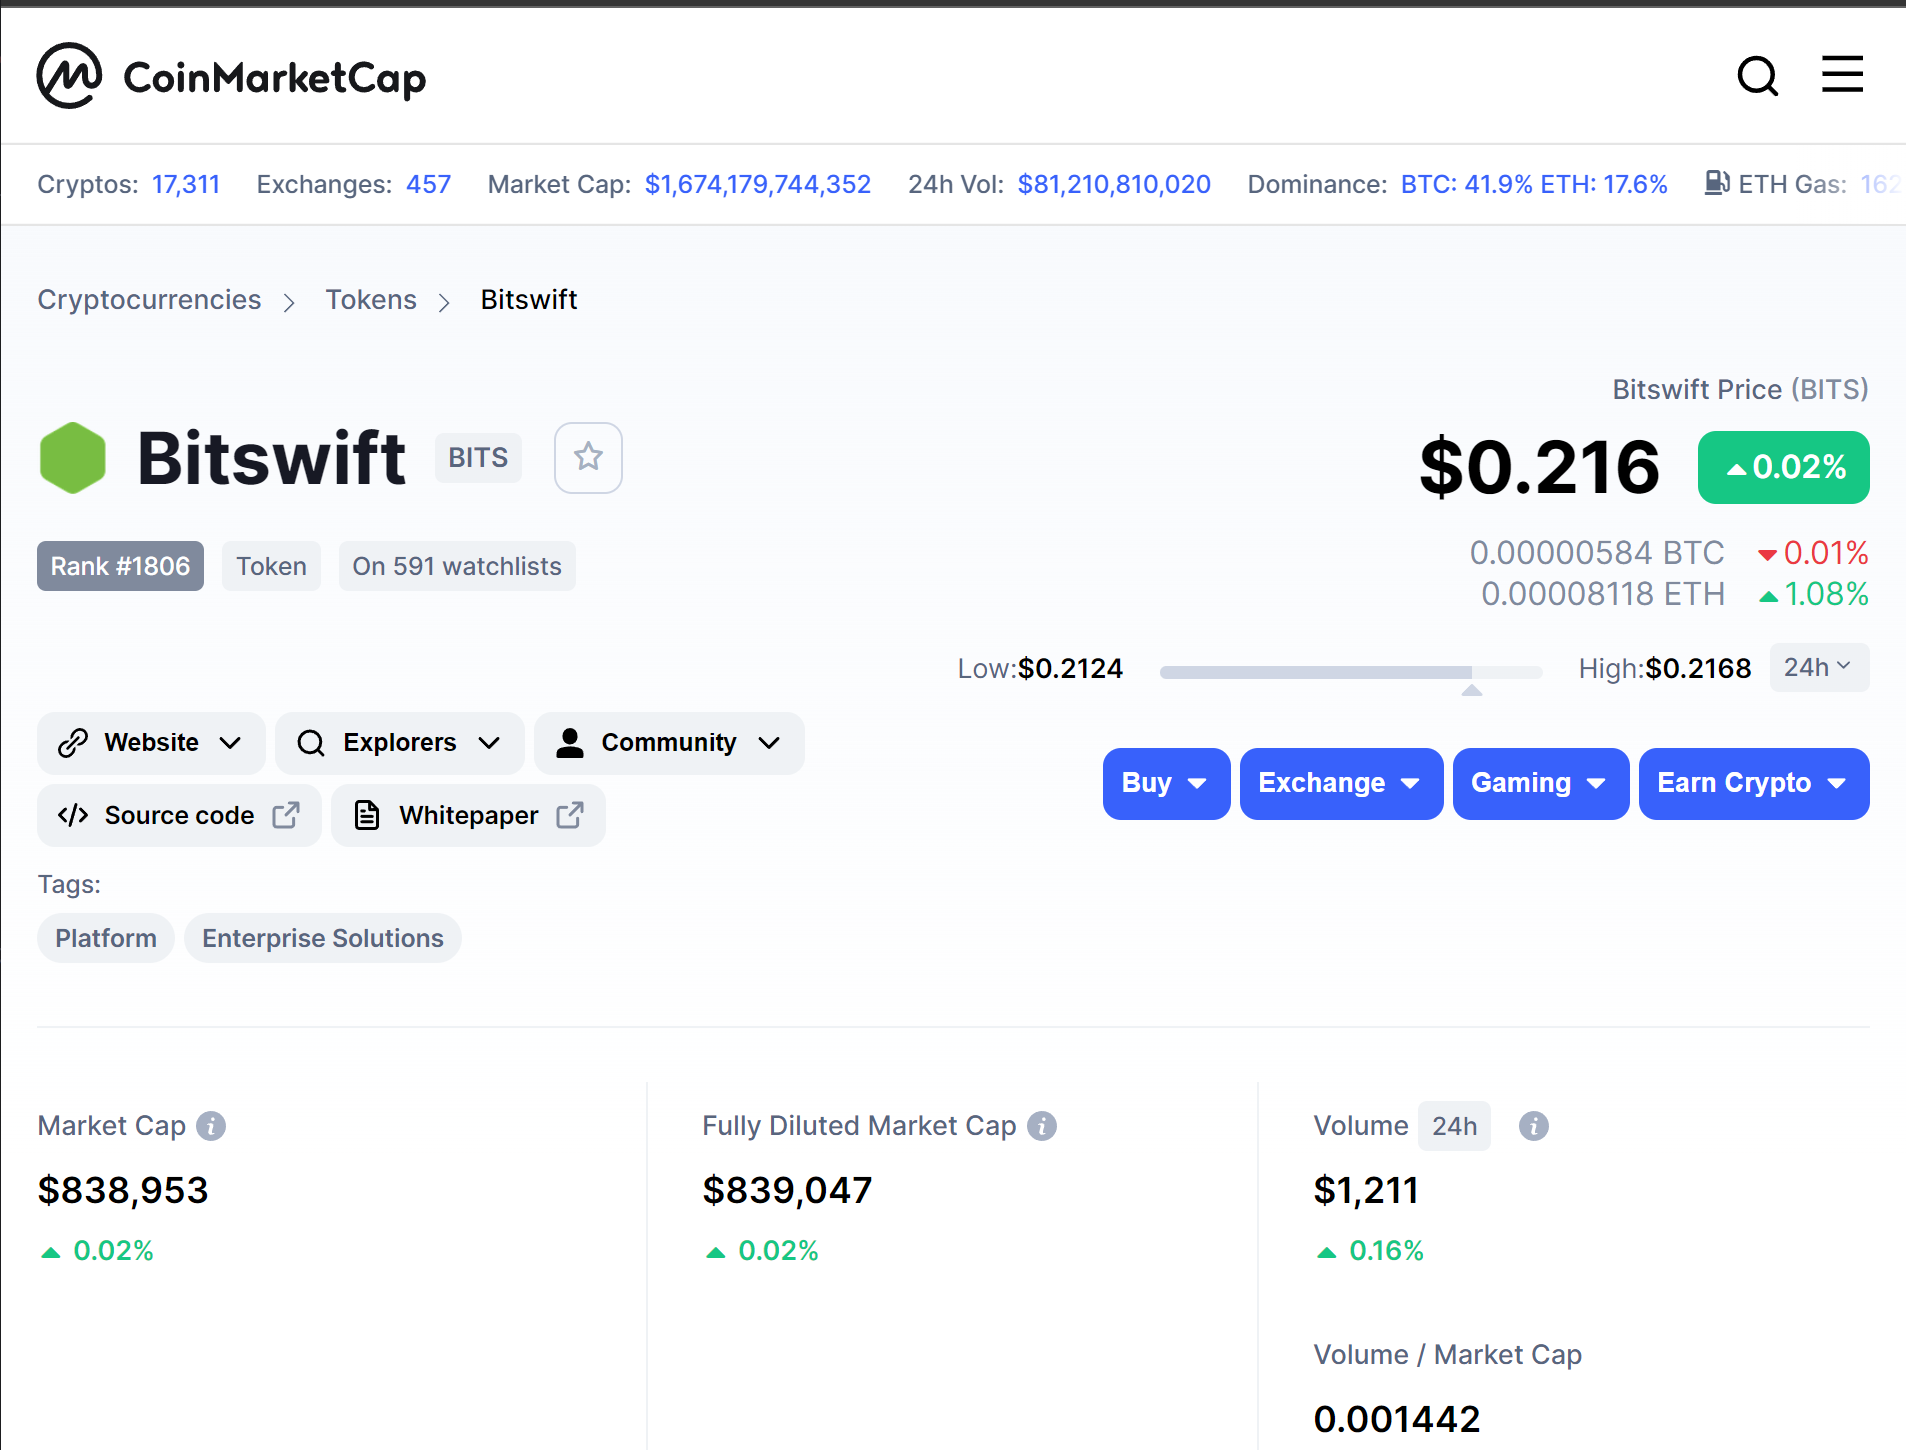 CoinMarketCap
Cryptos: 17,311 Exchanges: 457 Market Cap: $1,674,179,744,352 24h Vol: $81,210,810,020 Dominance: BTC: 41.9% ETH: 17.6% ETH Gas: 162
Cryptocurrencies > Tokens > Bitswift
Bitswift Price (BITS)
Bitswift BITS
$0.216 0.02%
Rank #1806 Token On 591 watchlists
0.00000584 BTC 0.01%
0.00008118 ETH 1.08%
Low:$0.2124 High:$0.2168 24h
Website Explorers Community
Buy Exchange Gaming Earn Crypto
Source code Whitepaper
Tags:
Platform Enterprise Solutions
Market Cap Fully Diluted Market Cap Volume 24h
$838,953 $839,047 $1,211
0.02% 0.02% 0.16%
Volume / Market Cap
0.001442